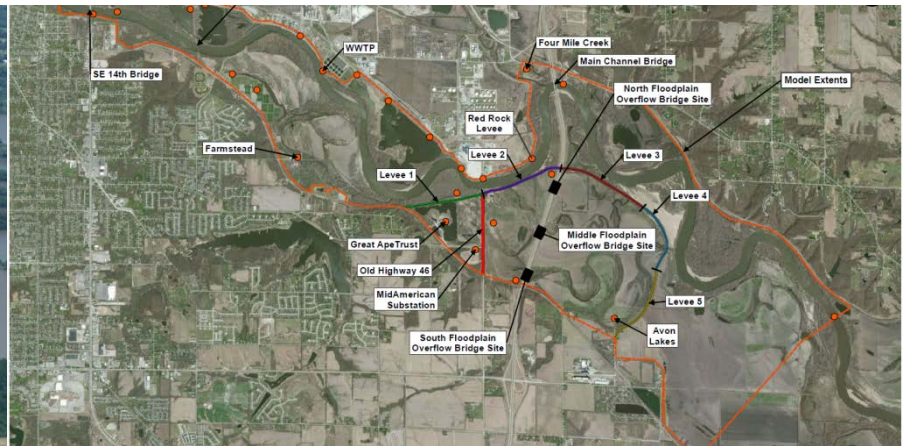 Four Mile Creek
WWTP
Main Channel Bridge
SE 14th Bridge
North Floodplain
Overflow Bridge Site
Model Extents
Red Rock
Levee
Farmstead
Levee 2
Levee 3
Levee 1
Levee 4
Great ApeTrust
Middle Floodplain
Overflow Bridge Site
Old Highway 46
MidAmerican
Substation
Levee 5
South Floodplain
Overflow Bridge Site
Avon
Lakes